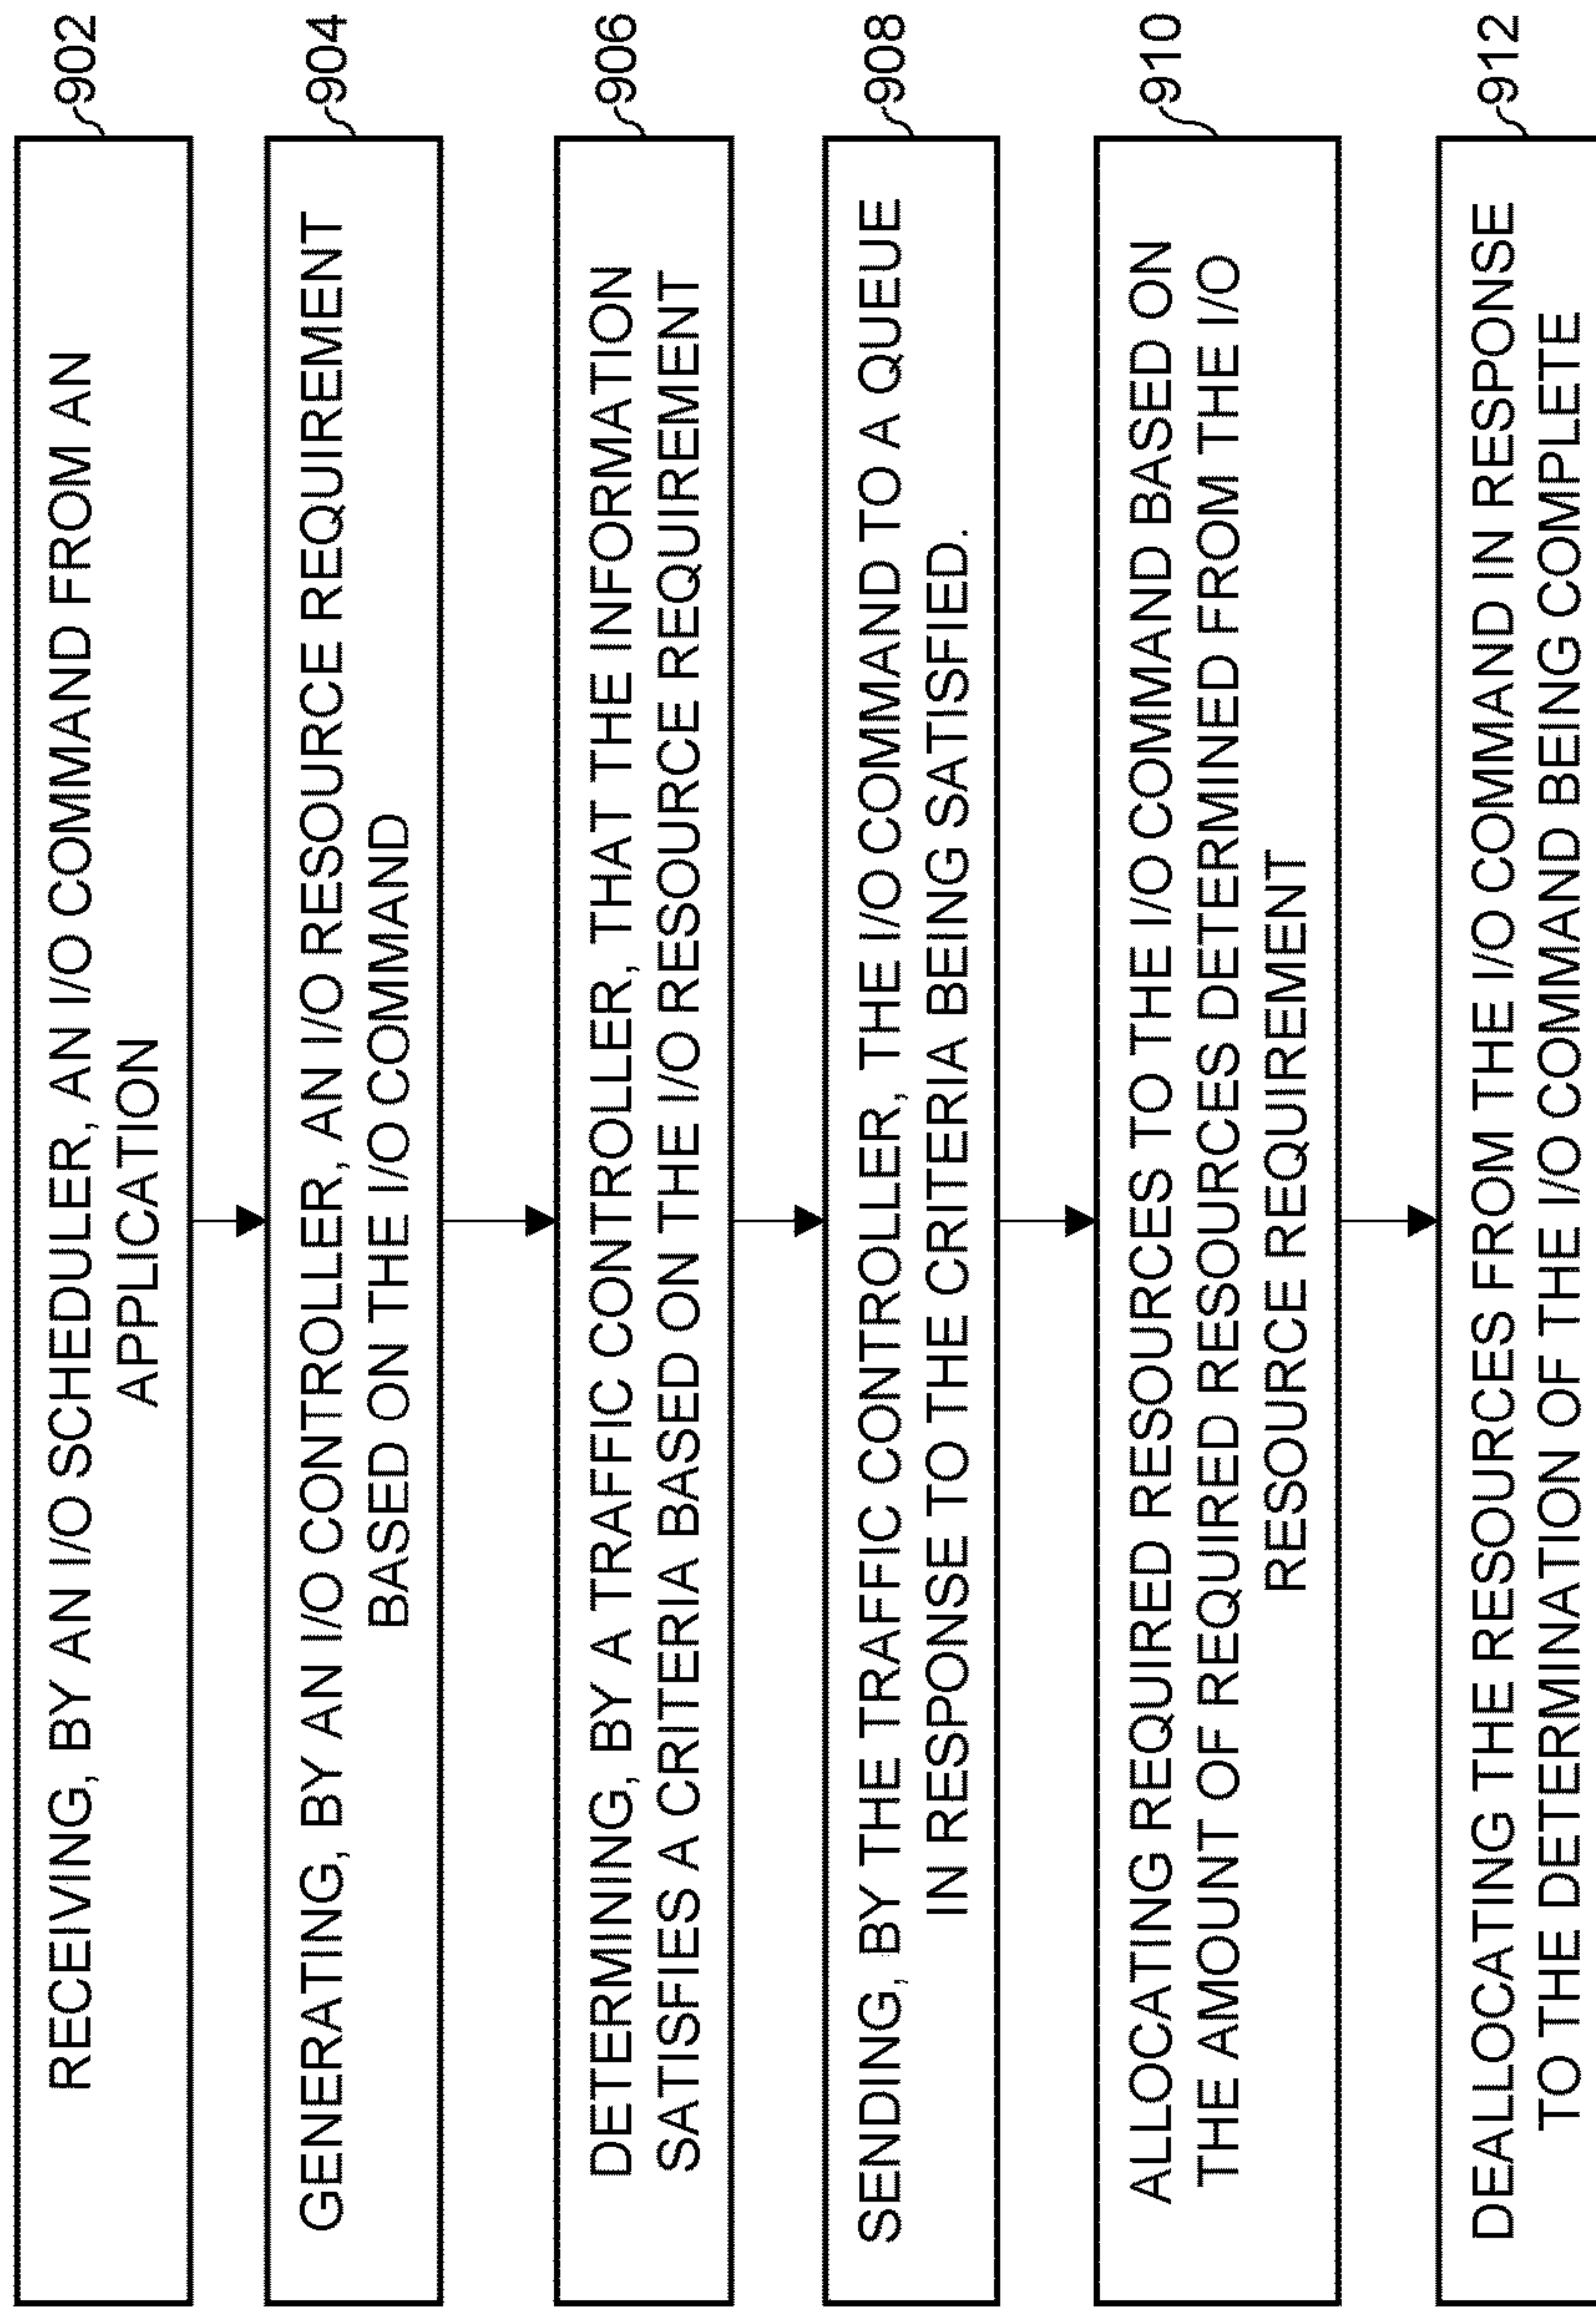 RECEIVING, BY AN I/O SCHEDULER, AN I/O COMMAND FROM AN
APPLICATION
902
GENERATING, BY AN I/O CONTROLLER, AN I/O RESOURCE REQUIREMENT
BASED ON THE I/O COMMAND
904
DETERMINING, BY A TRAFFIC CONTROLLER, THAT THE INFORMATION
SATISFIES A CRITERIA BASED ON THE I/O RESOURCE REQUIREMENT
906
SENDING, BY THE TRAFFIC CONTROLLER, THE I/O COMMAND TO A QUEUE
IN RESPONSE TO THE CRITERIA BEING SATISFIED.
908
ALLOCATING REQUIRED RESOURCES TO THE I/O COMMAND BASED ON
THE AMOUNT OF REQUIRED RESOURCES DETERMINED FROM THE I/O
RESOURCE REQUIREMENT
910
DEALLOCATING THE RESOURCES FROM THE I/O COMMAND IN RESPONSE
TO THE DETERMINATION OF THE I/O COMMAND BEING COMPLETE
912